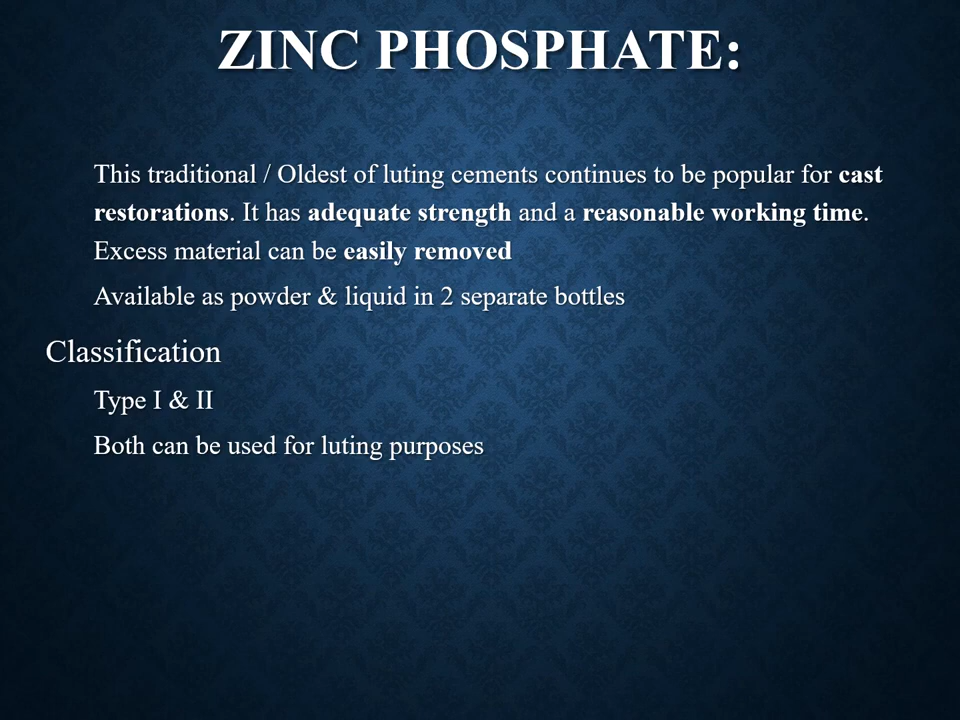 ZINC PHOSPHATE:
This traditional / Oldest of luting cements continues to be popular for cast
restorations. It has adequate strength and a reasonable working time.
Excess material can be easily removed
Available as powder & liquid in 2 separate bottles
Classification
Type I & II
Both can be used for luting purposes